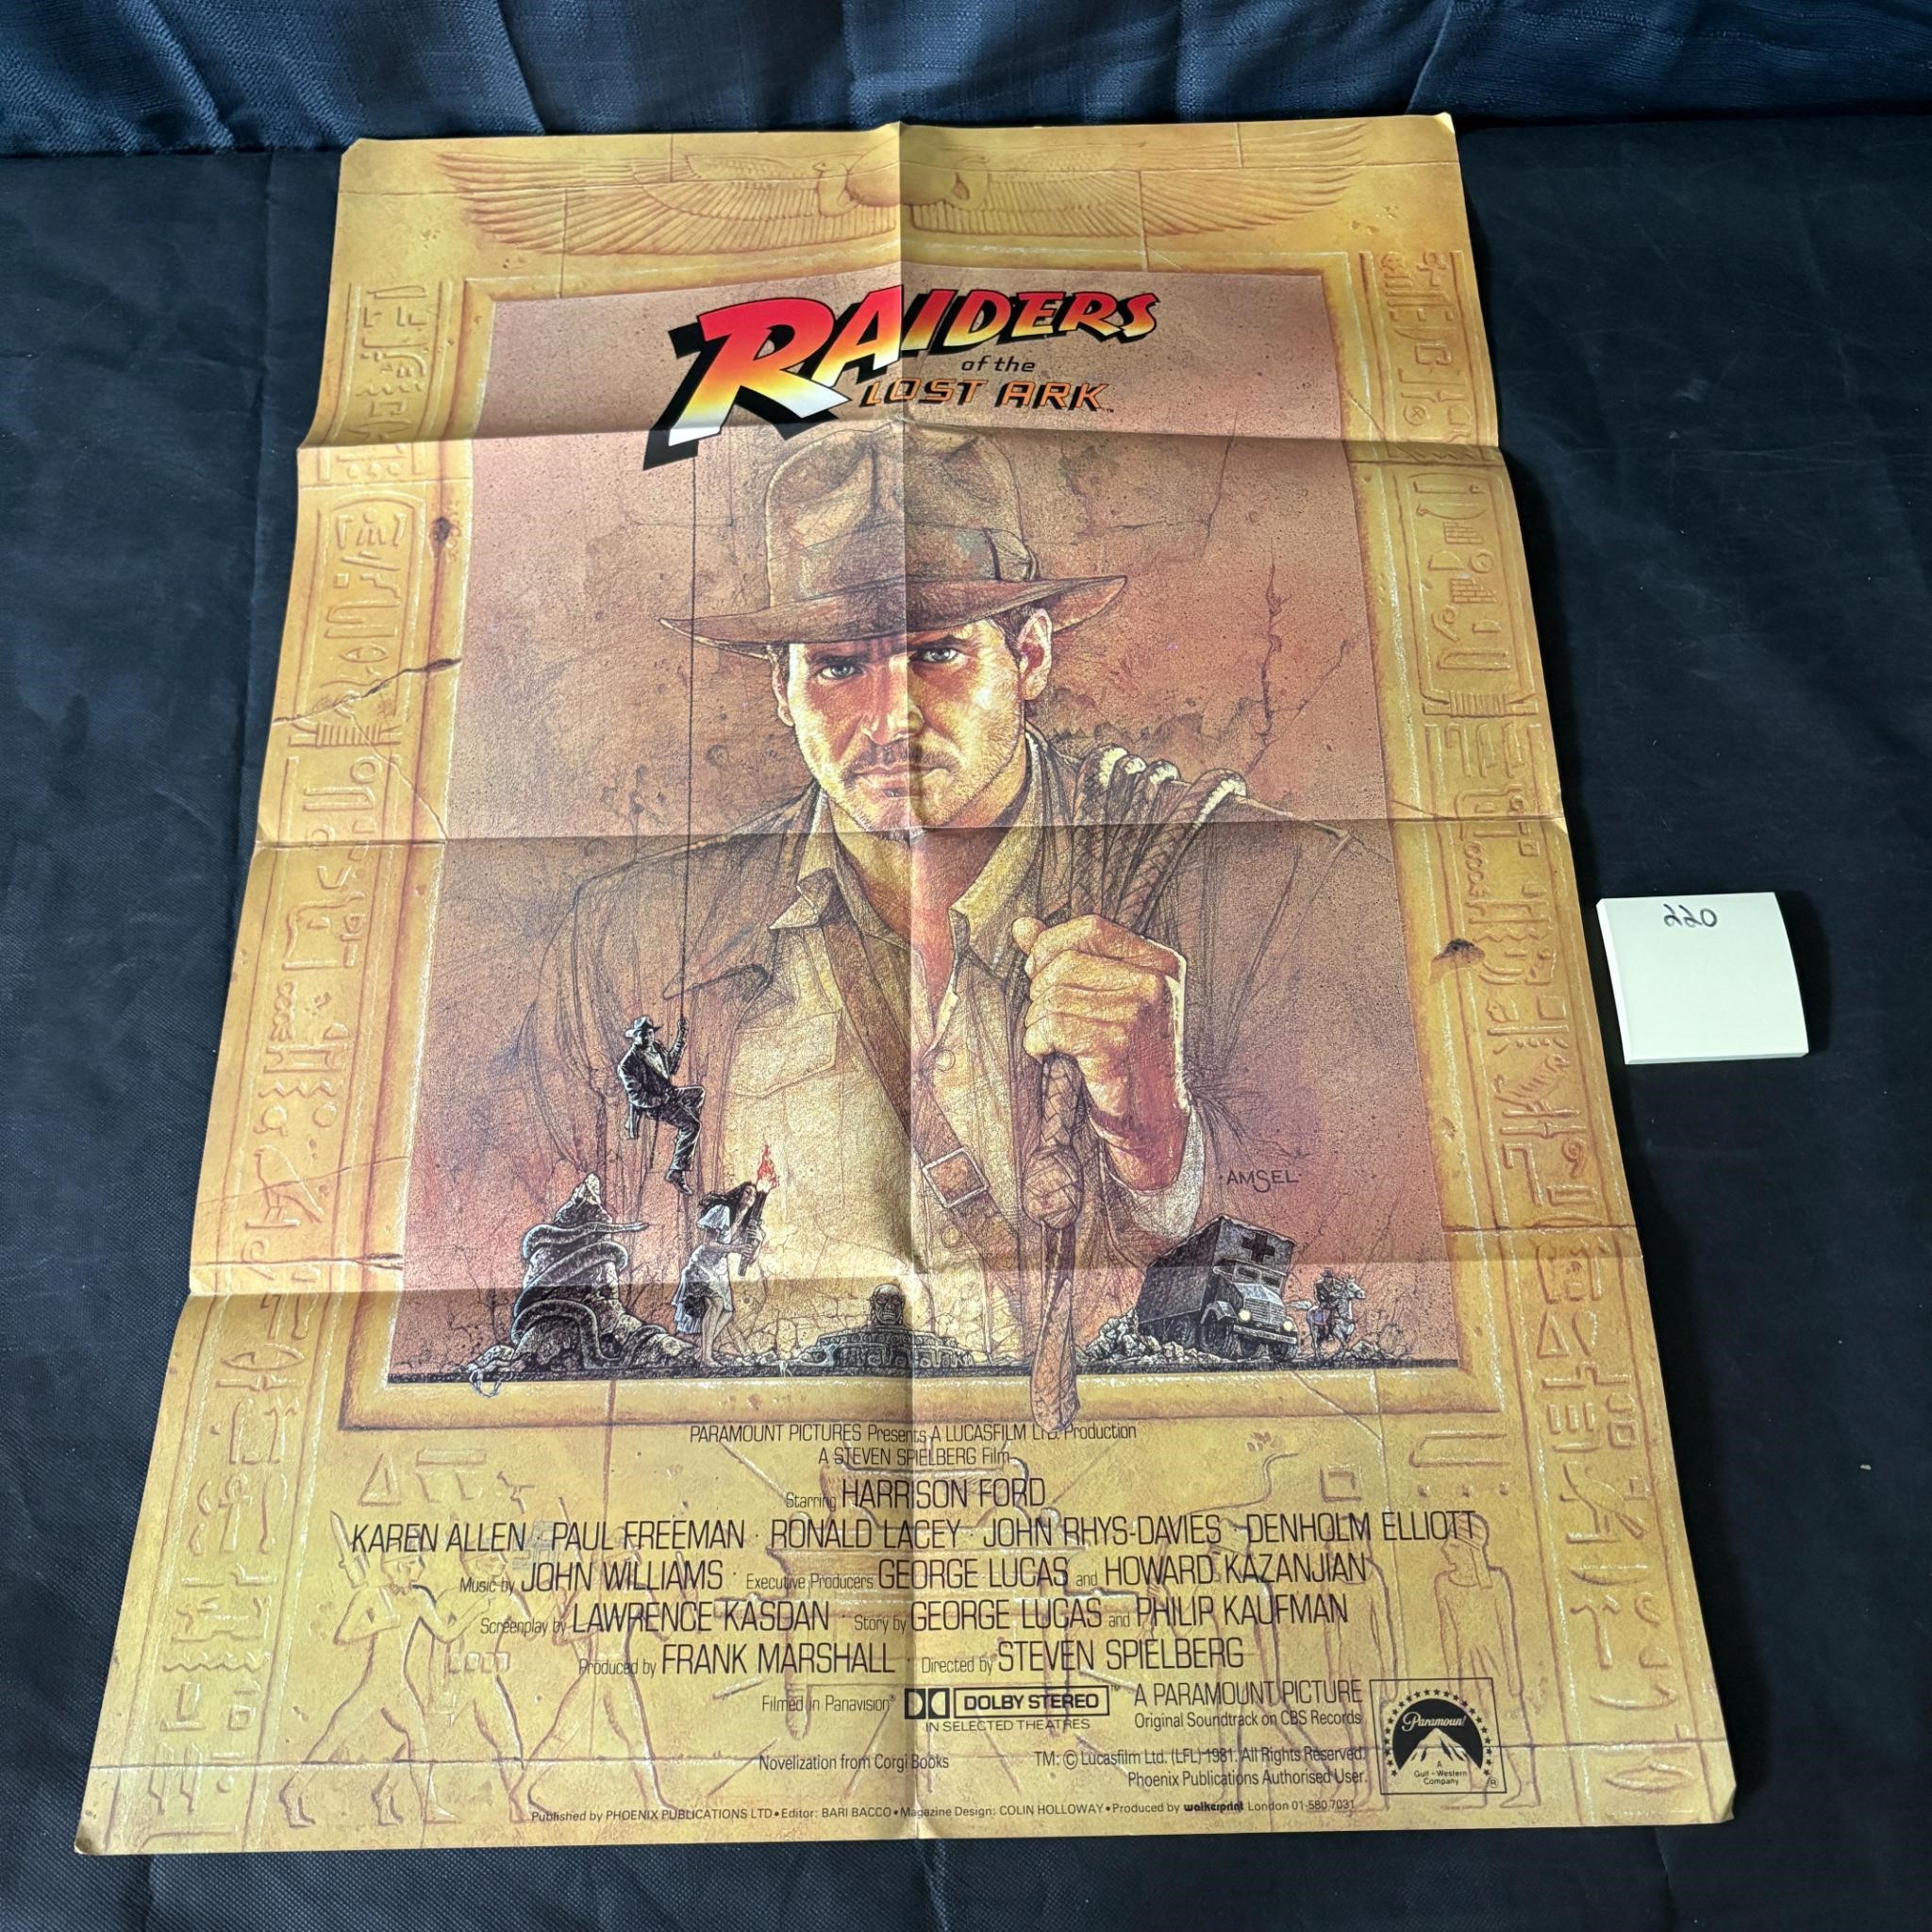 RAIDERS
of the
LOST ARK™
220
·AMSEL·
PARAMOUNT PICTURES Presents A LUCASFILM LTD. Production
A STEVEN SPIELBERG Film
Starring HARRISON FORD
KAREN ALLEN · PAUL FREEMAN · RONALD LACEY · JOHN RHYS-DAVIES · DENHOLM ELLIOTT
Music by JOHN WILLIAMS · Executive Producers GEORGE LUCAS and HOWARD KAZANJIAN
Screenplay by LAWRENCE KASDAN · Story by GEORGE LUCAS and PHILIP KAUFMAN
Produced by FRANK MARSHALL · Directed by STEVEN SPIELBERG
Filmed in Panavision® DOLBY STEREO ™ A PARAMOUNT PICTURE
IN SELECTED THEATRES
Original Soundtrack on CBS Records
Novelization from Corgi Books
TM: © Lucasfilm Ltd. (LFL) 1981. All Rights Reserved.
Phoenix Publications Authorised User.
Paramount
A
Gulf + Western
Company
®
Published by PHOENIX PUBLICATIONS LTD • Editor: BARI BACCO • Magazine Design: COLIN HOLLOWAY • Produced by walkerprint London 01-580 7031